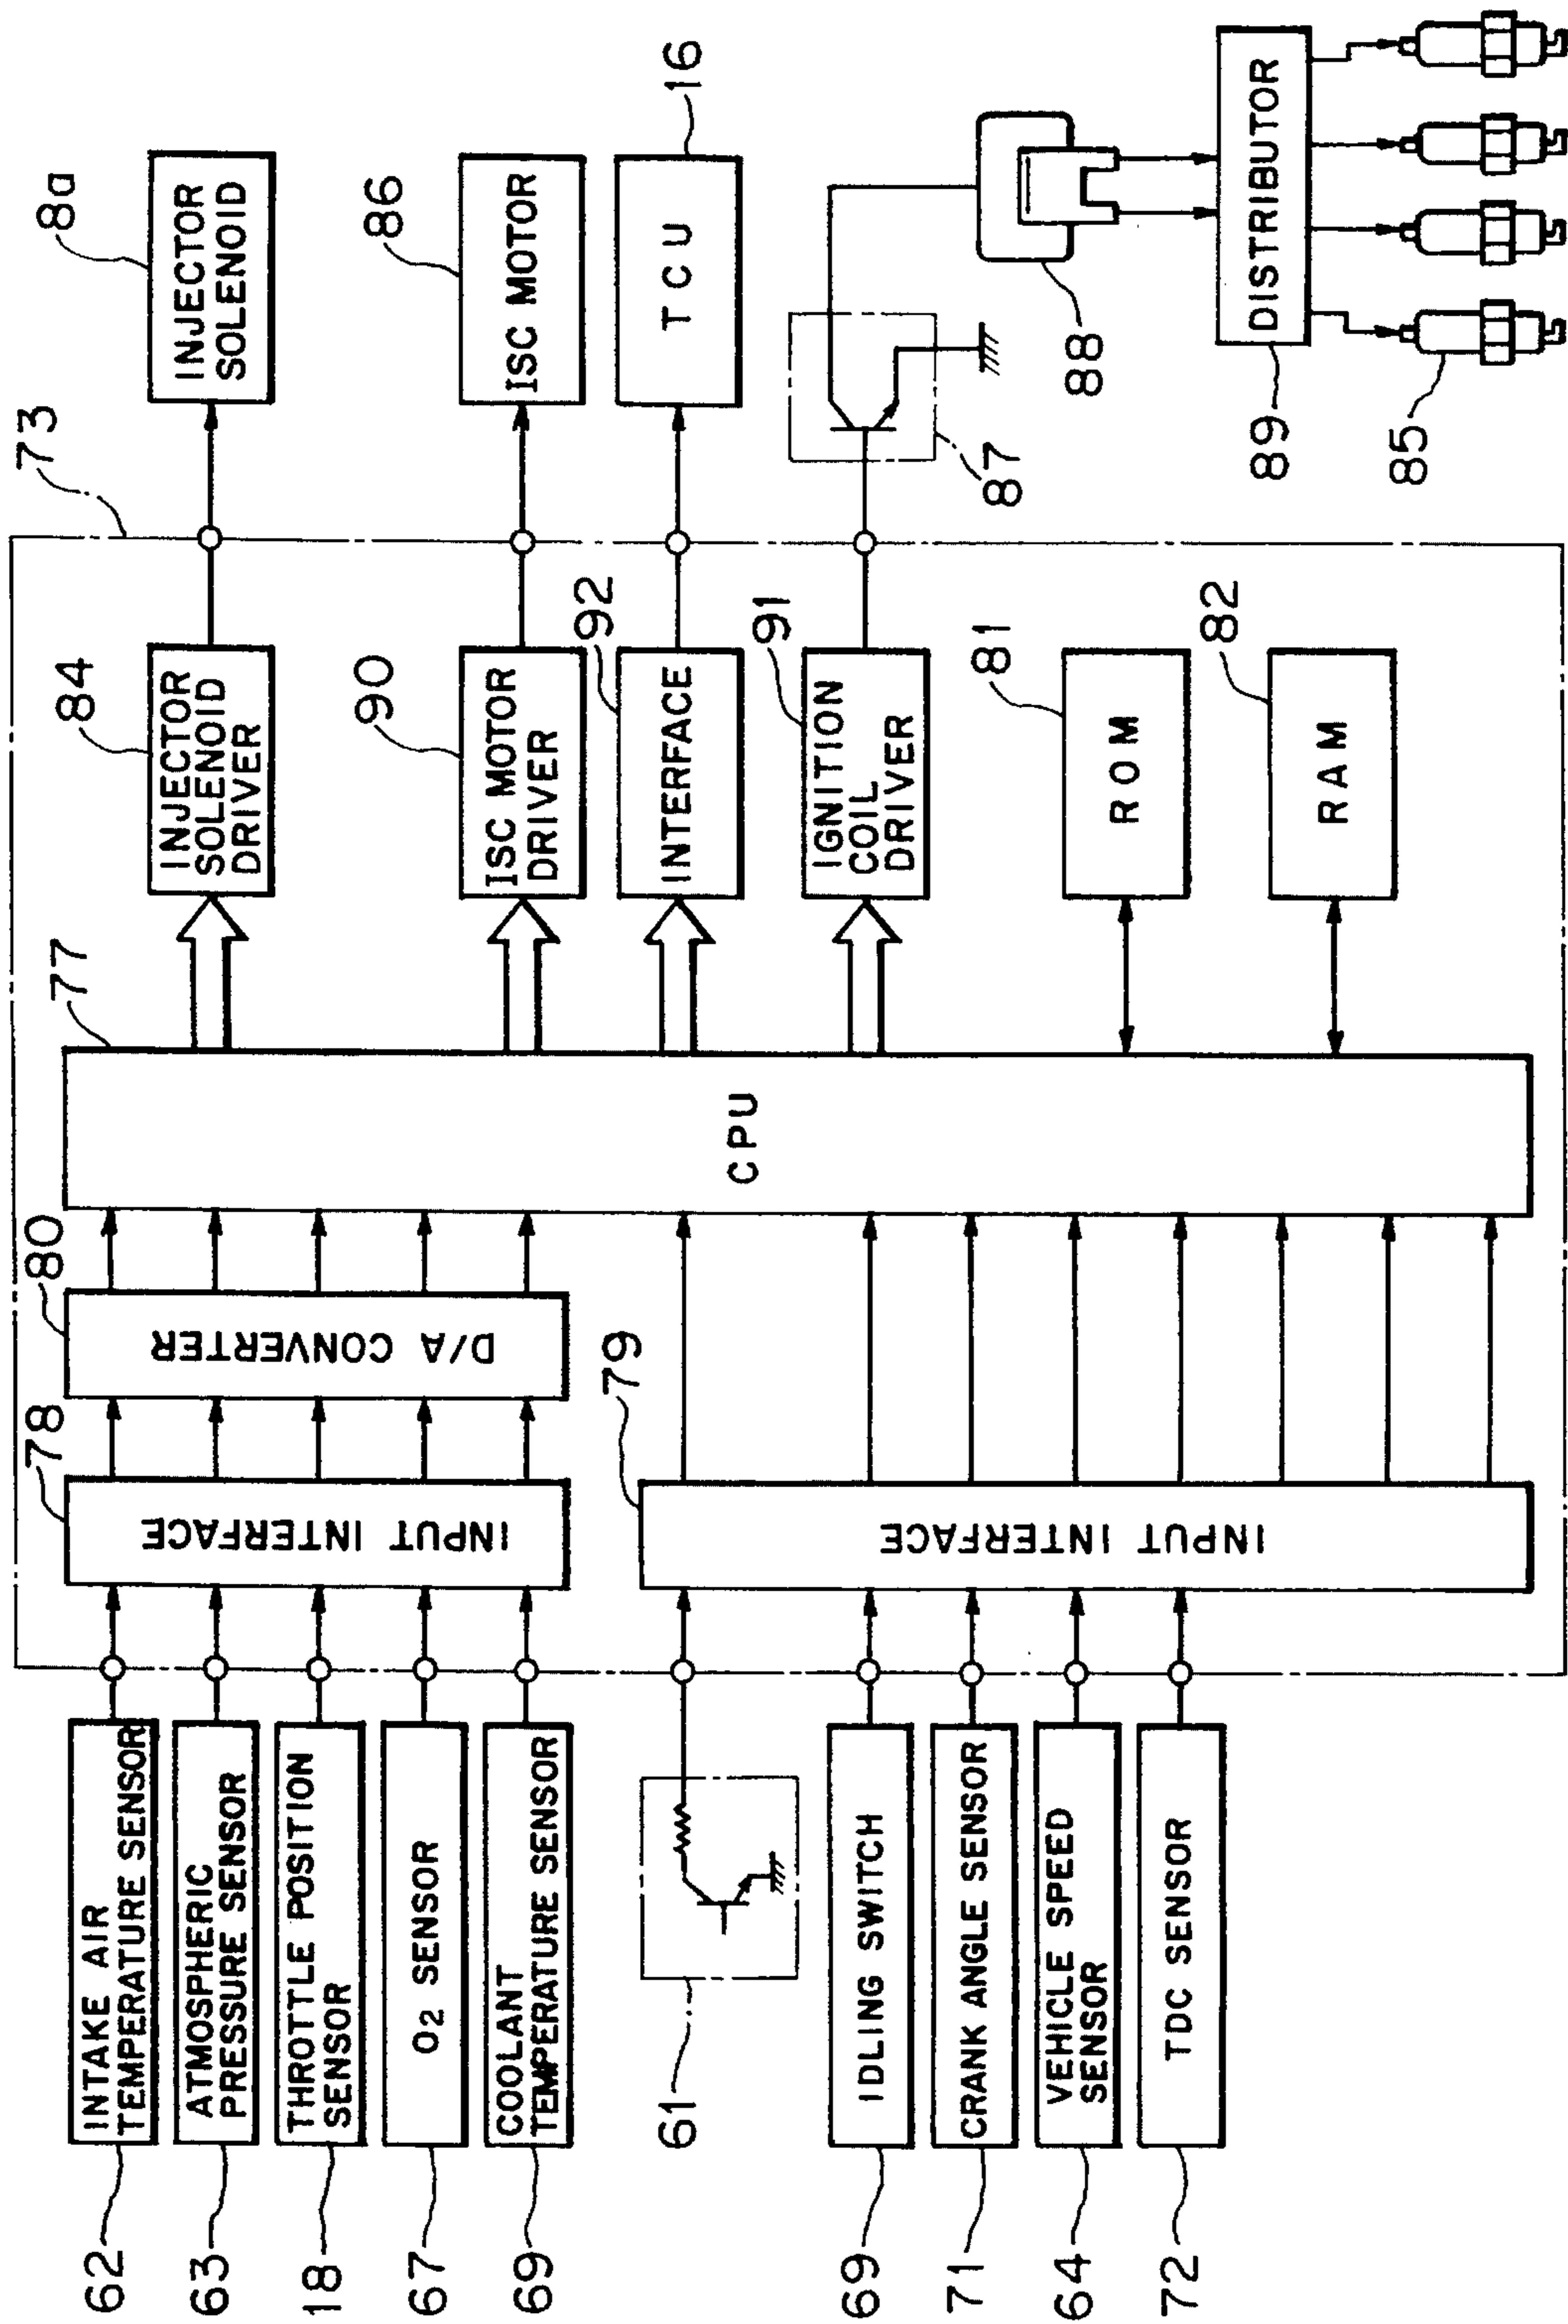 62
INTAKE AIR
TEMPERATURE SENSOR
63
ATMOSPHERIC
PRESSURE SENSOR
18
THROTTLE POSITION
SENSOR
67
O2 SENSOR
69
COOLANT
TEMPERATURE SENSOR
61
69
IDLING SWITCH
71
CRANK ANGLE SENSOR
64
VEHICLE SPEED
SENSOR
72
TDC SENSOR
78
INPUT INTERFACE
79
INPUT INTERFACE
80
D/A CONVERTER
77
CPU
84
INJECTOR
SOLENOID
DRIVER
90
ISC MOTOR
DRIVER
92
INTERFACE
91
IGNITION
COIL
DRIVER
81
ROM
82
RAM
73
8a
INJECTOR
SOLENOID
86
ISC MOTOR
16
TCU
87
88
89
DISTRIBUTOR
85